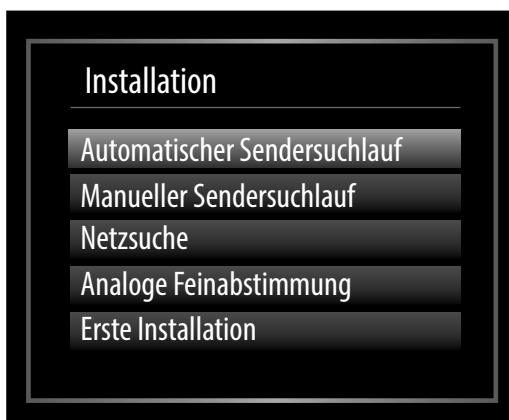 Installation
Automatischer Sendersuchlauf
Manueller Sendersuchlauf
Netzsuche
Analoge Feinabstimmung
Erste Installation